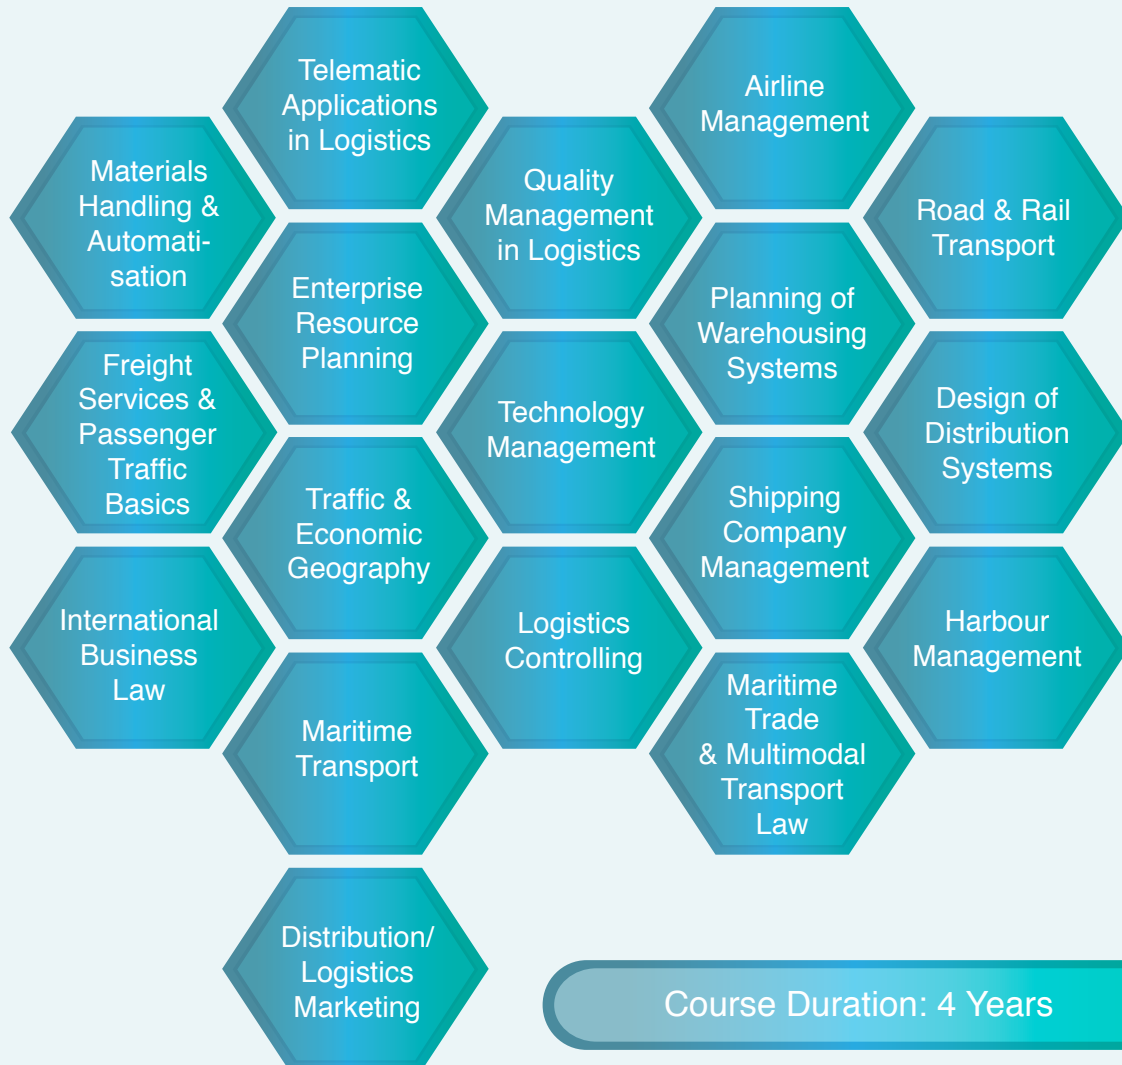 Telematic
Applications
in Logistics
Airline
Management
Materials
Handling &
Automati-
sation
Quality
Management
in Logistics
Road & Rail
Transport
Enterprise
Resource
Planning
Planning of
Warehousing
Systems
Freight
Services &
Passenger
Traffic
Basics
Technology
Management
Design of
Distribution
Systems
Traffic &
Economic
Geography
Shipping
Company
Management
International
Business
Law
Logistics
Controlling
Harbour
Management
Maritime
Transport
Maritime
Trade
& Multimodal
Transport
Law
Distribution/
Logistics
Marketing
Course Duration: 4 Years